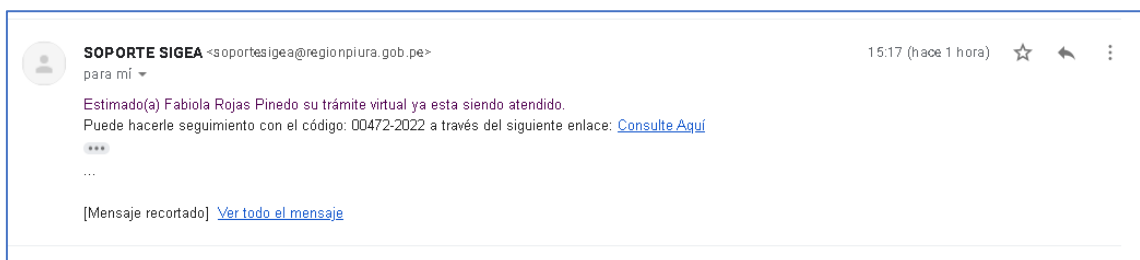 SOPORTE SIGEA <soportesigea@regionpiura.gob.pe> 15:17 (hace 1 hora)
para mí
Estimado(a) Fabiola Rojas Pinedo su trámite virtual ya esta siendo atendido.
Puede hacerle seguimiento con el código: 00472-2022 a través del siguiente enlace: Consulte Aquí
...
[Mensaje recortado] Ver todo el mensaje